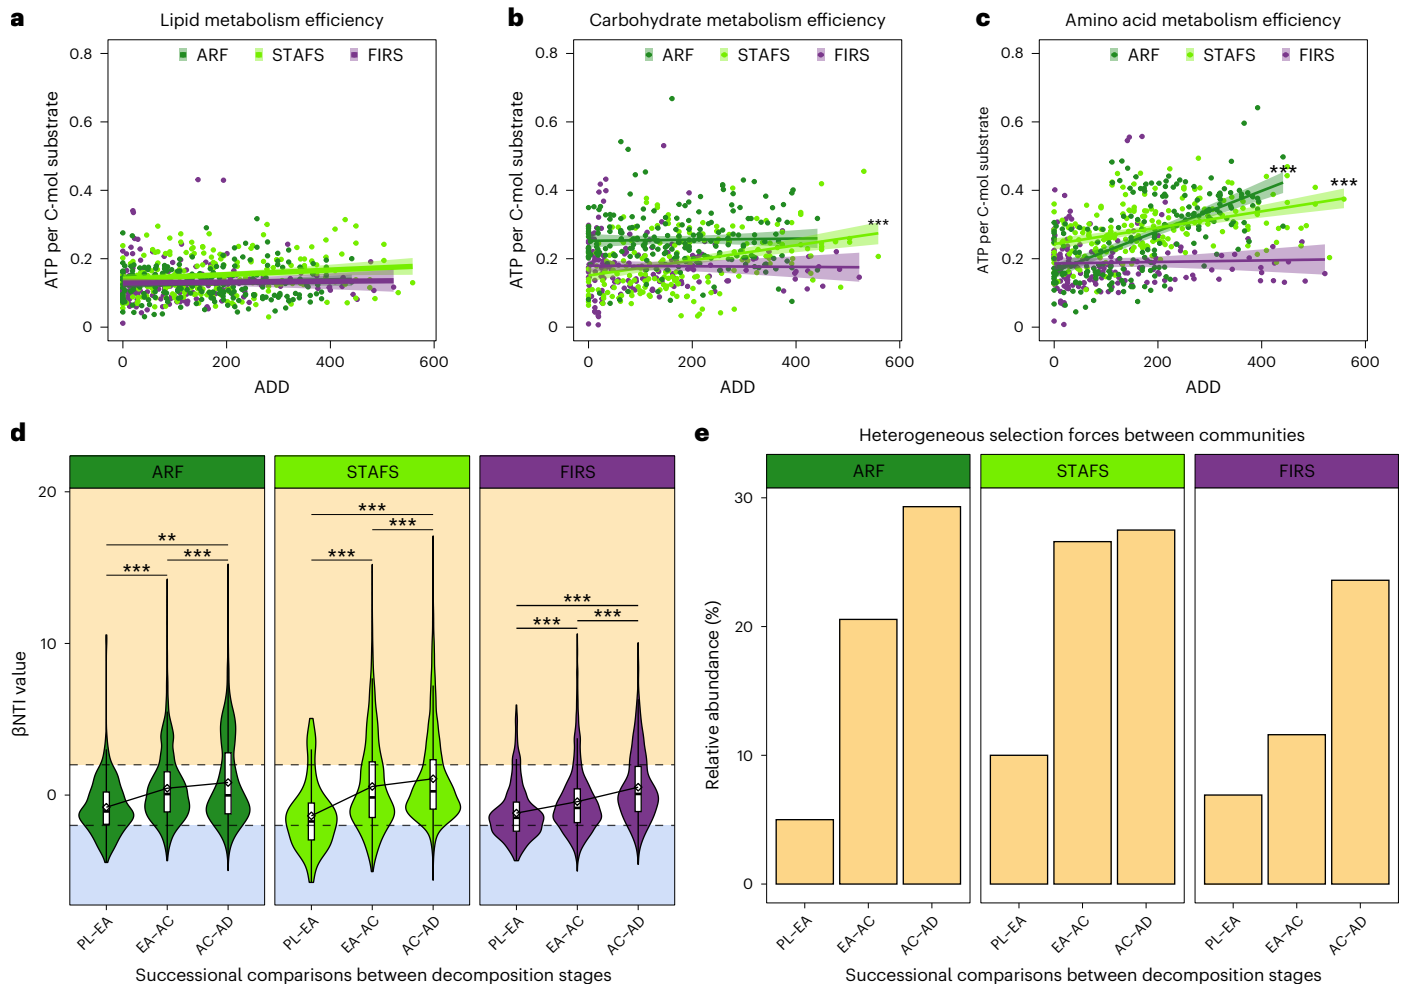 a Lipid metabolism efficiency
ARF STAFS FIRS
ATP per C-mol substrate
0.8
0.6
0.4
0.2
0
0 200 400 600
ADD
b Carbohydrate metabolism efficiency
ARF STAFS FIRS
ATP per C-mol substrate
0.8
0.6
0.4
0.2
0
***
0 200 400 600
ADD
c Amino acid metabolism efficiency
ARF STAFS FIRS
ATP per C-mol substrate
0.8
0.6
0.4
0.2
0
***
***
0 200 400 600
ADD
d
ARF STAFS FIRS
βNTI value
20
10
0
**
***
***
***
***
***
***
***
***
PL–EA EA–AC AC–AD PL–EA EA–AC AC–AD PL–EA EA–AC AC–AD
Successional comparisons between decomposition stages
e Heterogeneous selection forces between communities
ARF STAFS FIRS
Relative abundance (%)
30
20
10
0
PL–EA EA–AC AC–AD PL–EA EA–AC AC–AD PL–EA EA–AC AC–AD
Successional comparisons between decomposition stages